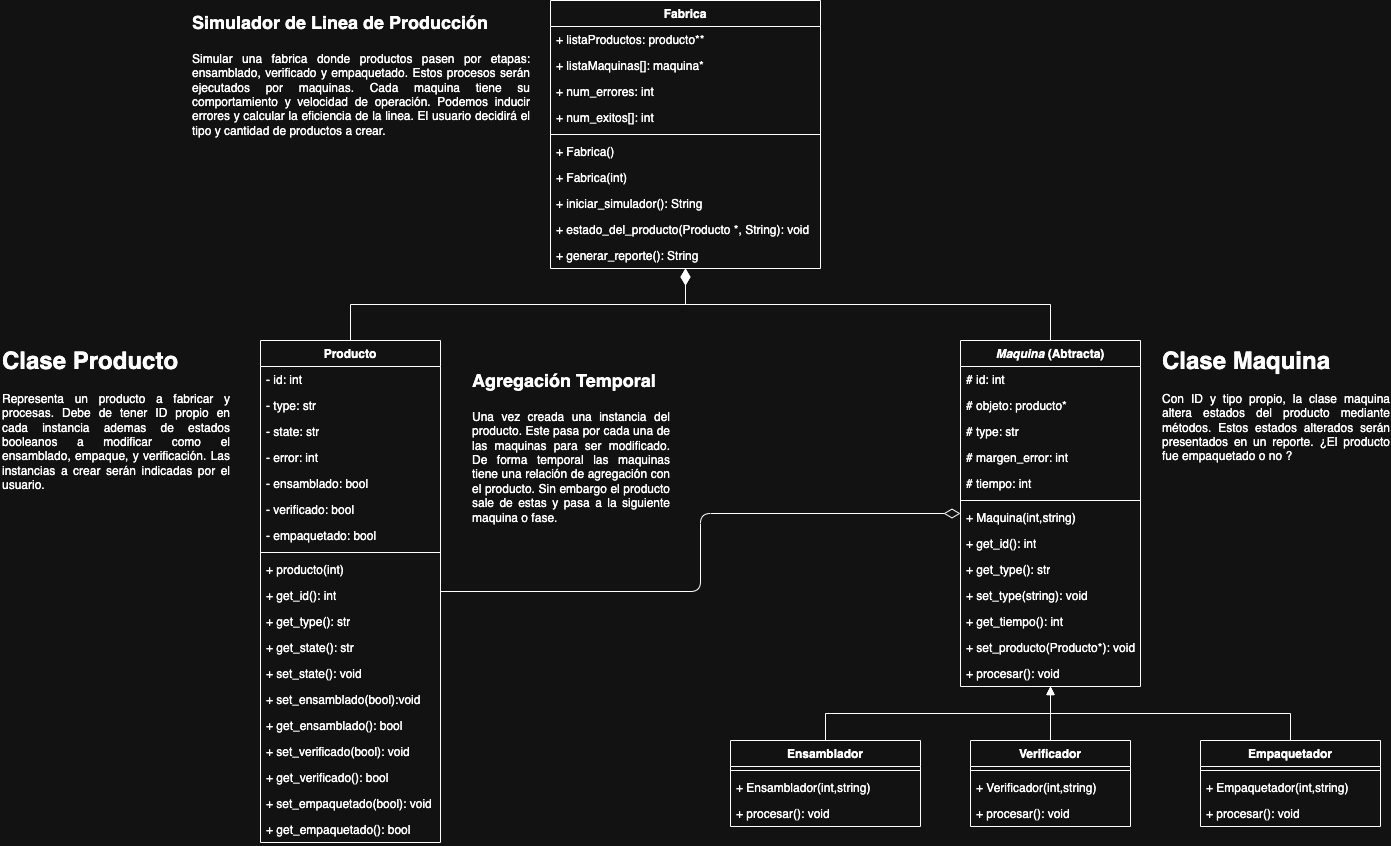 Simulador de Linea de Producción
Simular una fabrica donde productos pasen por etapas:
ensamblado, verificado y empaquetado. Estos procesos serán
ejecutados por maquinas. Cada maquina tiene su
comportamiento y velocidad de operación. Podemos inducir
errores y calcular la eficiencia de la linea. El usuario decidirá el
tipo y cantidad de productos a crear.
Fabrica
+ listaProductos: producto**
+ listaMaquinas[]: maquina*
+ num_errores: int
+ num_exitos[]: int
+ Fabrica()
+ Fabrica(int)
+ iniciar_simulador(): String
+ estado_del_producto(Producto *, String): void
+ generar_reporte(): String
Clase Producto
Representa un producto a fabricar y
procesas. Debe de tener ID propio en
cada instancia ademas de estados
booleanos a modificar como el
ensamblado, empaque, y verificación. Las
instancias a crear serán indicadas por el
usuario.
Producto
- id: int
- type: str
- state: str
- error: int
- ensamblado: bool
- verificado: bool
- empaquetado: bool
+ producto(int)
+ get_id(): int
+ get_type(): str
+ get_state(): str
+ set_state(): void
+ set_ensamblado(bool):void
+ get_ensamblado(): bool
+ set_verificado(bool): void
+ get_verificado(): bool
+ set_empaquetado(bool): void
+ get_empaquetado(): bool
Agregación Temporal
Una vez creada una instancia del
producto. Este pasa por cada una de
las maquinas para ser modificado.
De forma temporal las maquinas
tiene una relación de agregación con
el producto. Sin embargo el producto
sale de estas y pasa a la siguiente
maquina o fase.
Maquina (Abtracta)
# id: int
# objeto: producto*
# type: str
# margen_error: int
# tiempo: int
+ Maquina(int,string)
+ get_id(): int
+ get_type(): str
+ set_type(string): void
+ get_tiempo(): int
+ set_producto(Producto*): void
+ procesar(): void
Clase Maquina
Con ID y tipo propio, la clase maquina
altera estados del producto mediante
métodos. Estos estados alterados serán
presentados en un reporte. ¿El producto
fue empaquetado o no ?
Ensamblador
+ Ensamblador(int,string)
+ procesar(): void
Verificador
+ Verificador(int,string)
+ procesar(): void
Empaquetador
+ Empaquetador(int,string)
+ procesar(): void